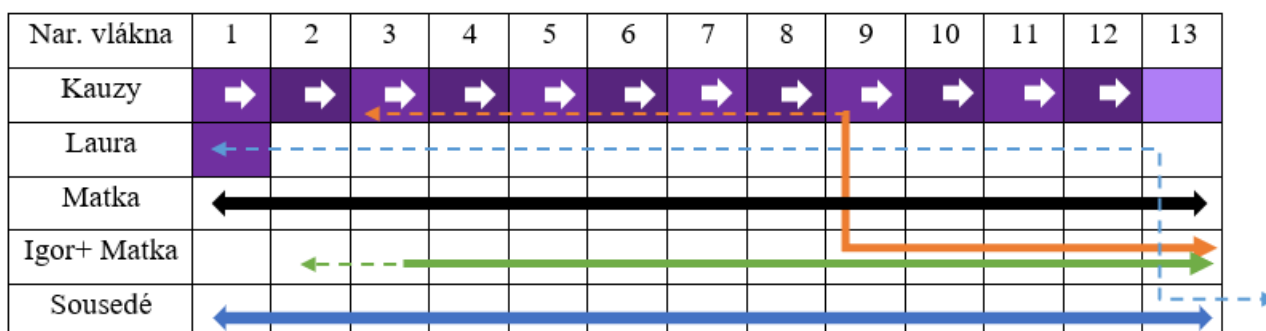 Nar. vlákna 1 2 3 4 5 6 7 8 9 10 11 12 13
Kauzy
Laura
Matka
Igor+ Matka
Sousedé